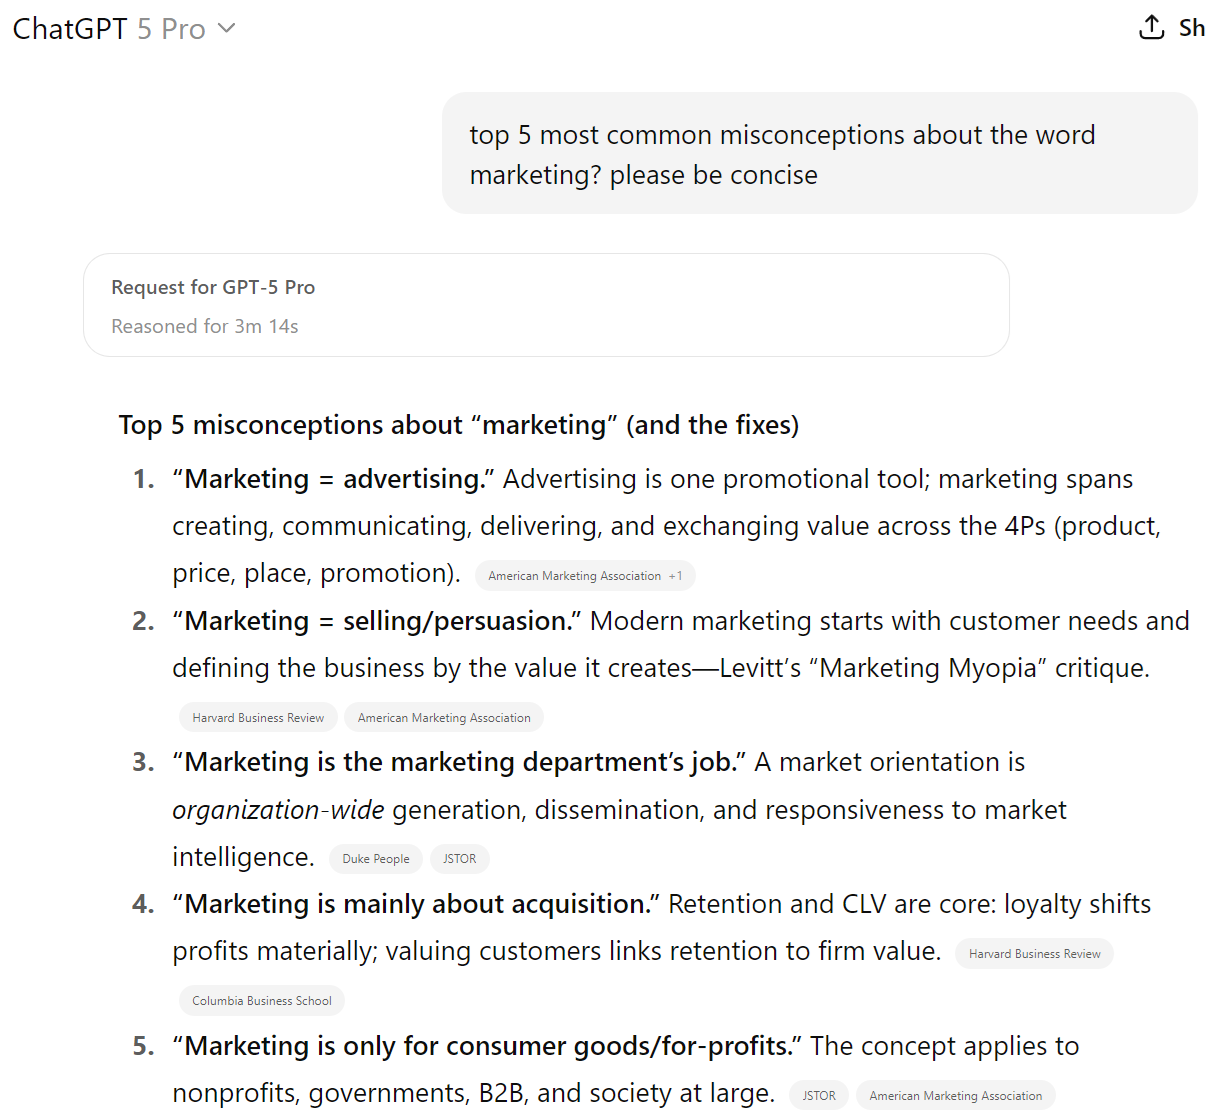 ChatGPT 5 Pro
Sh
top 5 most common misconceptions about the word
marketing? please be concise
Request for GPT-5 Pro
Reasoned for 3m 14s
Top 5 misconceptions about “marketing” (and the fixes)
1. “Marketing = advertising.” Advertising is one promotional tool; marketing spans
creating, communicating, delivering, and exchanging value across the 4Ps (product,
price, place, promotion). American Marketing Association +1
2. “Marketing = selling/persuasion.” Modern marketing starts with customer needs and
defining the business by the value it creates—Levitt’s “Marketing Myopia” critique.
Harvard Business Review American Marketing Association
3. “Marketing is the marketing department’s job.” A market orientation is
organization-wide generation, dissemination, and responsiveness to market
intelligence. Duke People JSTOR
4. “Marketing is mainly about acquisition.” Retention and CLV are core: loyalty shifts
profits materially; valuing customers links retention to firm value. Harvard Business Review
Columbia Business School
5. “Marketing is only for consumer goods/for-profits.” The concept applies to
nonprofits, governments, B2B, and society at large. JSTOR American Marketing Association